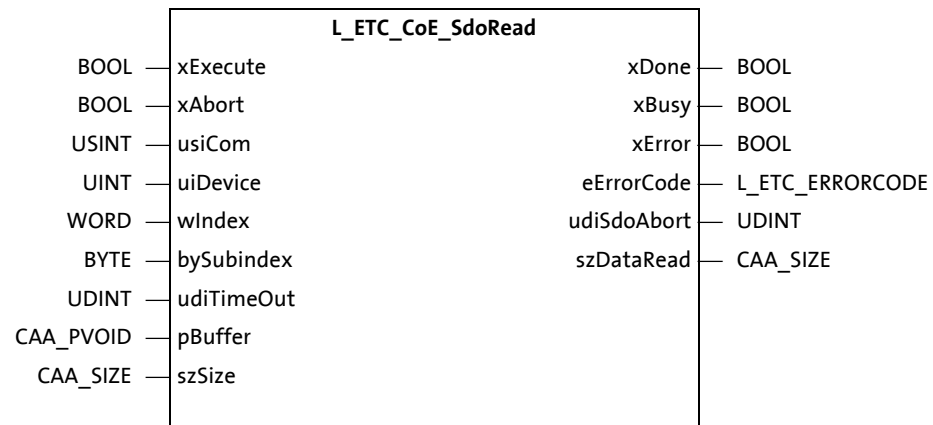 L_ETC_CoE_SdoRead
BOOL xExecute xDone BOOL
BOOL xAbort xBusy BOOL
USINT usiCom xError BOOL
UINT uiDevice eErrorCode L_ETC_ERRORCODE
WORD wIndex udiSdoAbort UDINT
BYTE bySubindex szDataRead CAA_SIZE
UDINT udiTimeOut
CAA_PVOID pBuffer
CAA_SIZE szSize